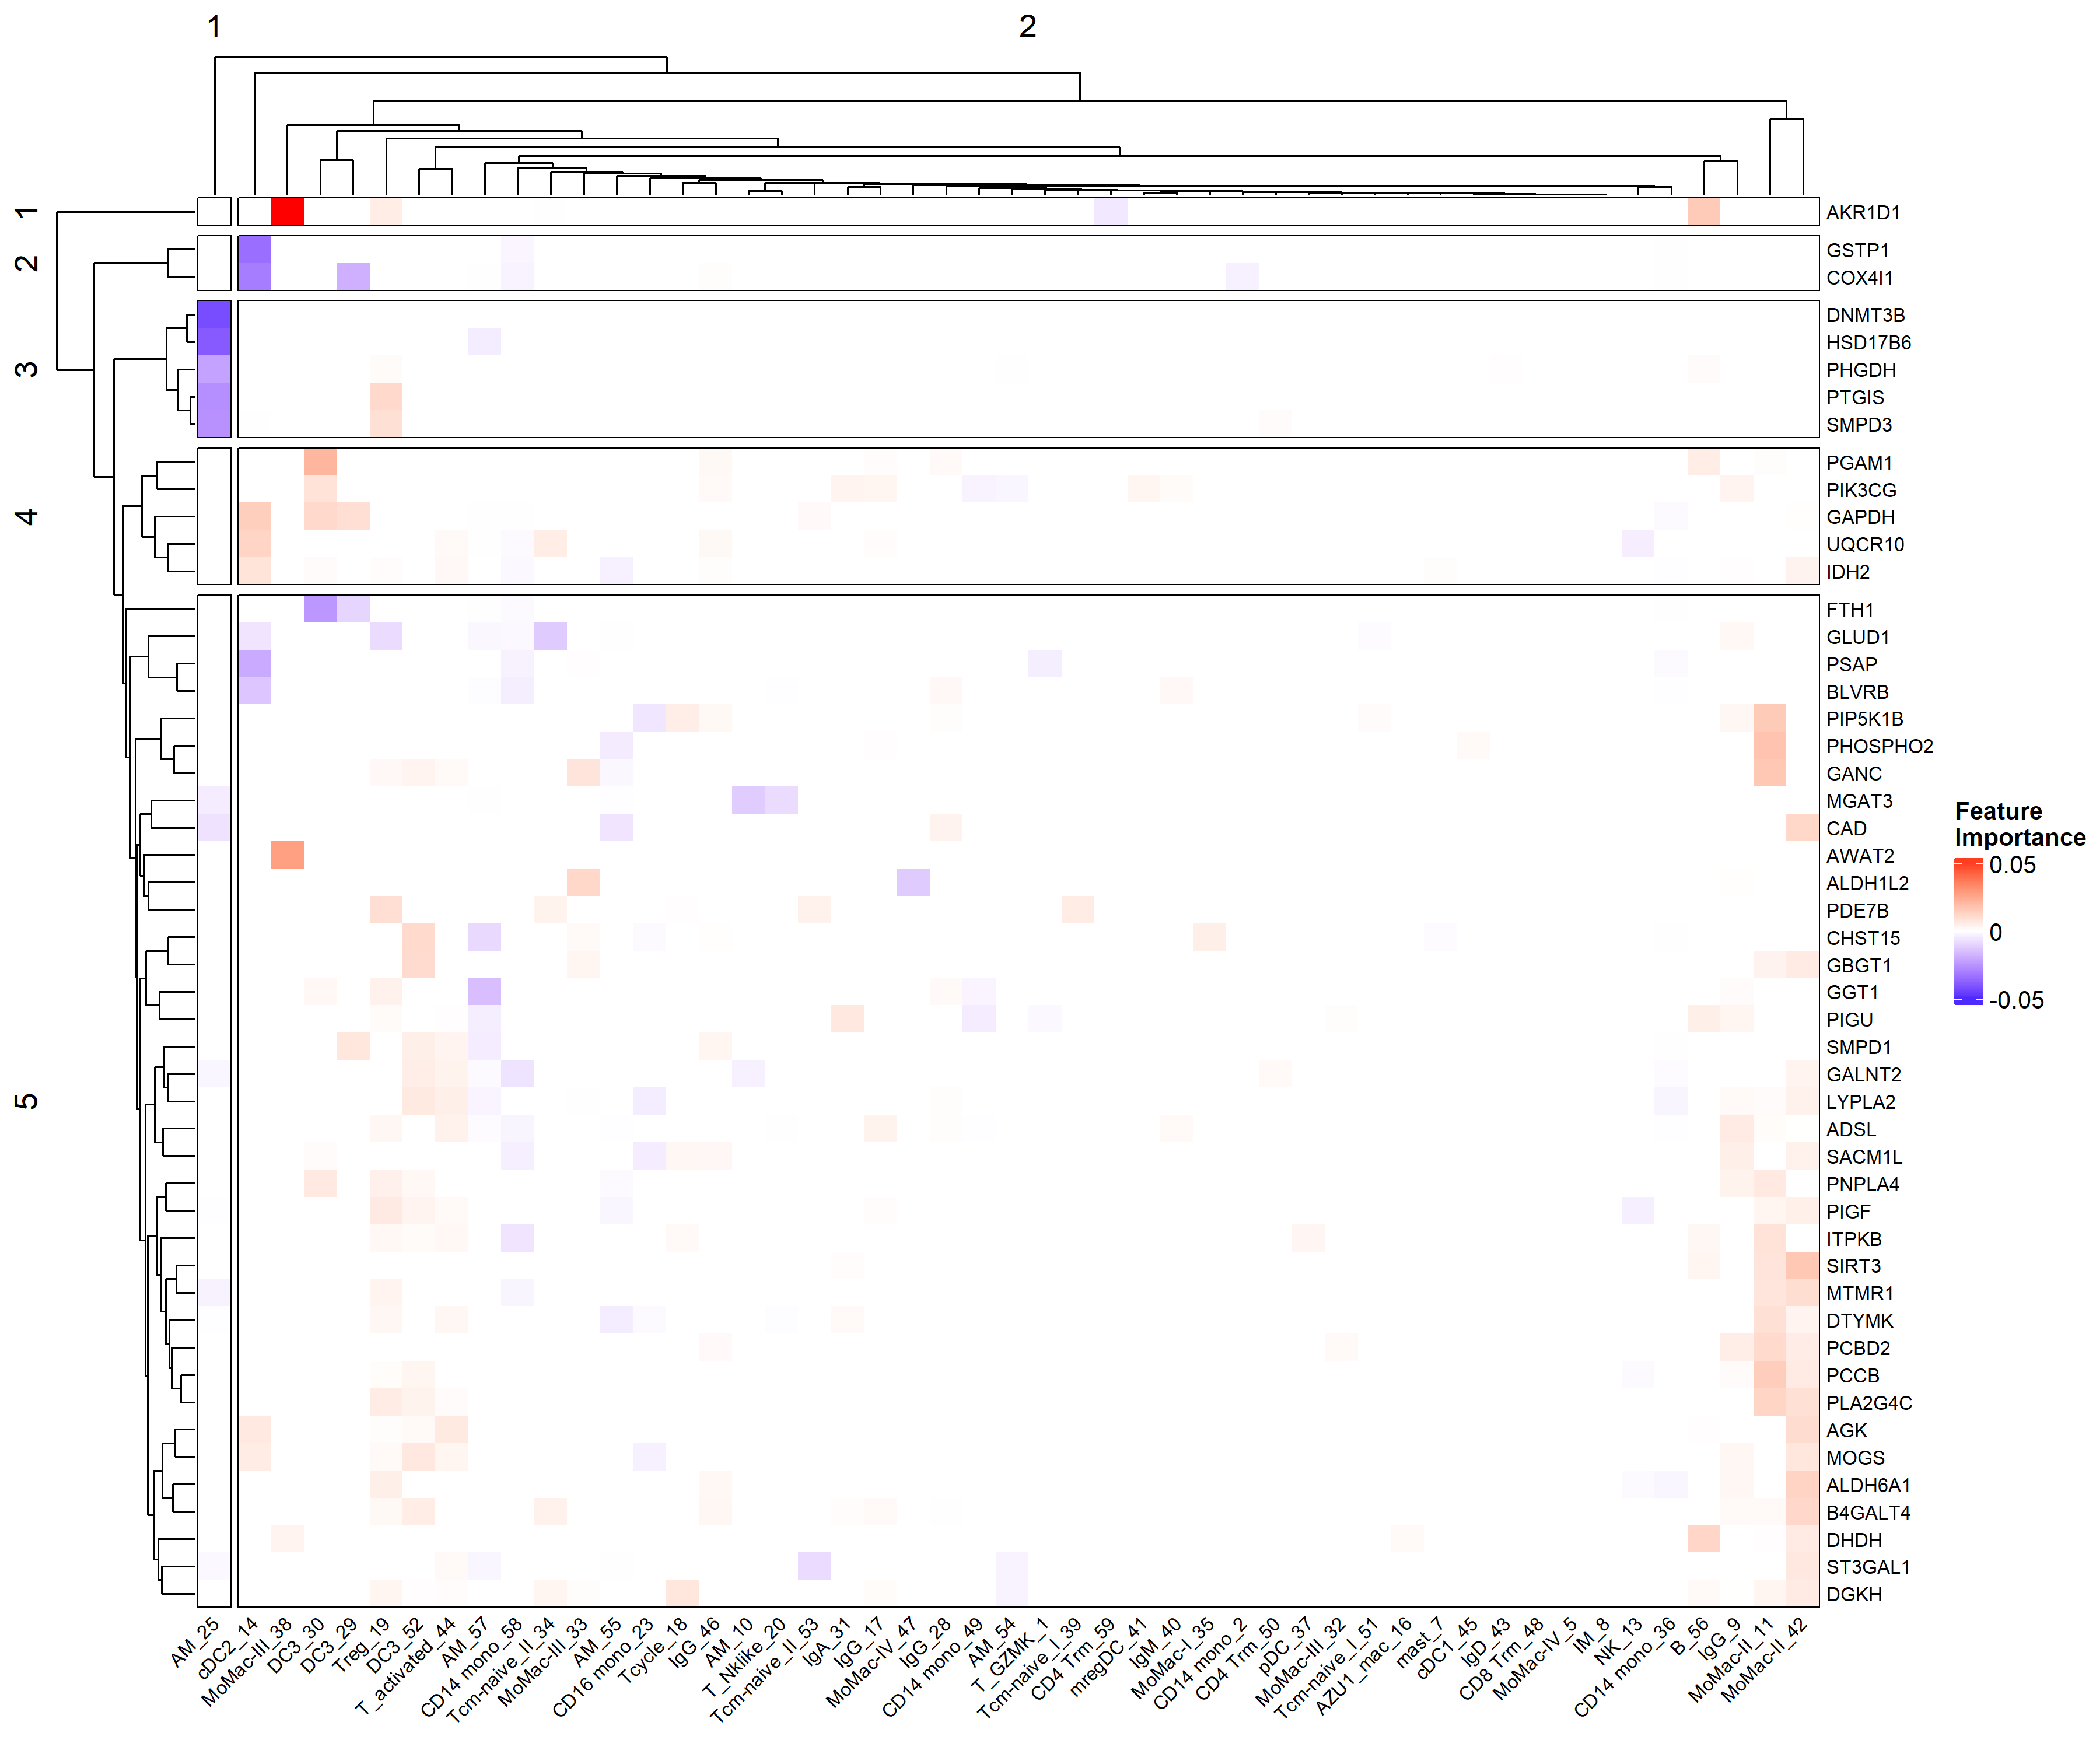 1
2
1
AKR1D1
2
GSTP1
COX4I1
3
DNMT3B
HSD17B6
PHGDH
PTGIS
SMPD3
4
PGAM1
PIK3CG
GAPDH
UQCR10
IDH2
5
FTH1
GLUD1
PSAP
BLVRB
PIP5K1B
PHOSPHO2
GANC
MGAT3
CAD
AWAT2
ALDH1L2
PDE7B
CHST15
GBGT1
GGT1
PIGU
SMPD1
GALNT2
LYPLA2
ADSL
SACM1L
PNPLA4
PIGF
ITPKB
SIRT3
MTMR1
DTYMK
PCBD2
PCCB
PLA2G4C
AGK
MOGS
ALDH6A1
B4GALT4
DHDH
ST3GAL1
DGKH
Feature
Importance
0.05
0
-0.05
AM_25
cDC2_14
MoMac-III_38
DC3_30
DC3_29
Treg_19
DC3_52
T_activated_44
AM_57
CD14 mono_58
Tcm-naive_II_34
MoMac-III_33
AM_55
CD16 mono_23
Tcycle_18
IgG_46
AM_10
T_Nklike_20
Tcm-naive_II_53
IgA_31
IgG_17
MoMac-IV_47
IgG_28
CD14 mono_49
AM_54
T_GZMK_1
Tcm-naive_I_39
CD4 Trm_59
mregDC_41
IgM_40
MoMac-I_35
CD14 mono_2
CD4 Trm_50
pDC_37
MoMac-III_32
Tcm-naive_I_51
AZU1_mac_16
mast_7
cDC1_45
IgD_43
CD8 Trm_48
MoMac-IV_5
IM_8
NK_13
CD14 mono_36
B_56
IgG_9
MoMac-II_11
MoMac-II_42